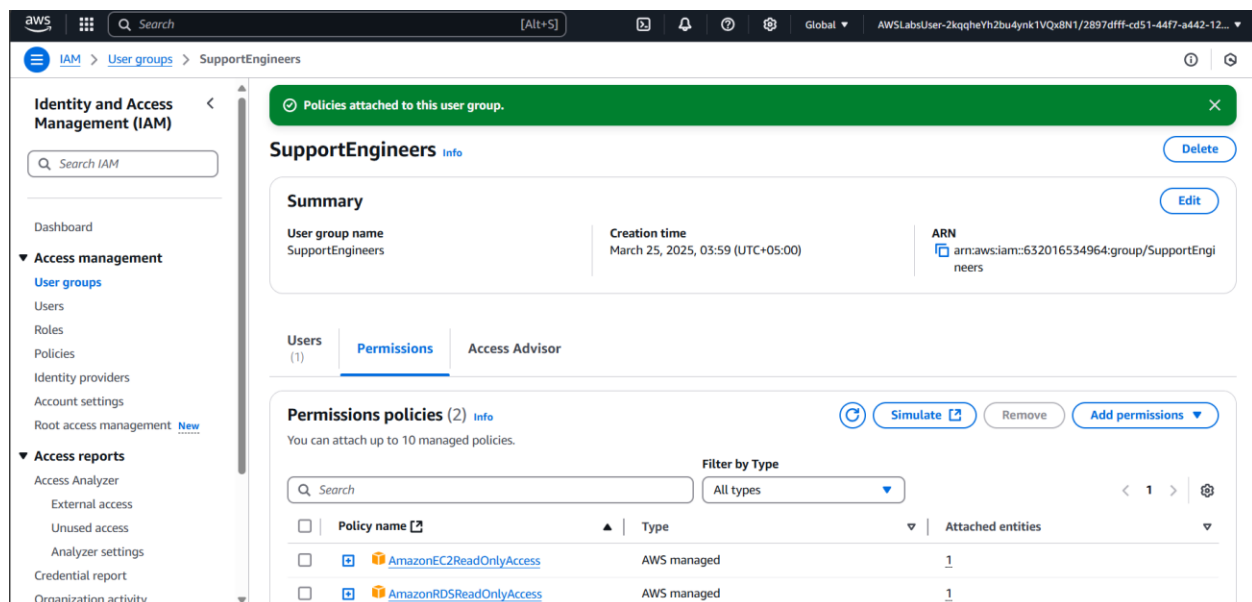 aws Search [Alt+S] Global AWSLabsUser-2kqqheYh2bu4ynk1VQx8N1/2897dfff-cd51-44f7-a442-12...
IAM > User groups > SupportEngineers
Identity and Access
Management (IAM)
Search IAM
Dashboard
Access management
User groups
Users
Roles
Policies
Identity providers
Account settings
Root access management New
Access reports
Access Analyzer
External access
Unused access
Analyzer settings
Credential report
Organization activity
Policies attached to this user group.
SupportEngineers Info Delete
Summary Edit
User group name Creation time ARN
SupportEngineers March 25, 2025, 03:59 (UTC+05:00) arn:aws:iam::632016534964:group/SupportEngi
neers
Users Permissions Access Advisor
(1)
Permissions policies (2) Info Simulate Remove Add permissions
You can attach up to 10 managed policies.
Filter by Type
Search All types < 1 >
Policy name Type Attached entities
AmazonEC2ReadOnlyAccess AWS managed 1
AmazonRDSReadOnlyAccess AWS managed 1